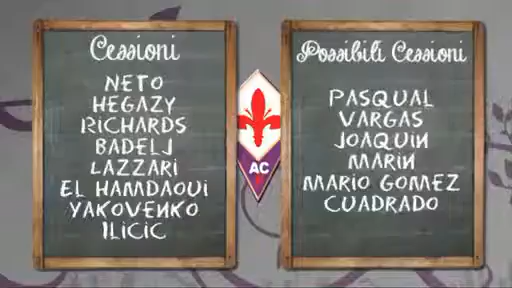 Cessioni
NETO
HEGAZY
RICHARDS
BADELJ
LAZZARI
EL HAMDAOUI
YAKOVENKO
ILICIC
AC
Possibili Cessioni
PASQUAL
VARGAS
JOAQUIN
MARIN
MARIO GOMEZ
CUADRADO